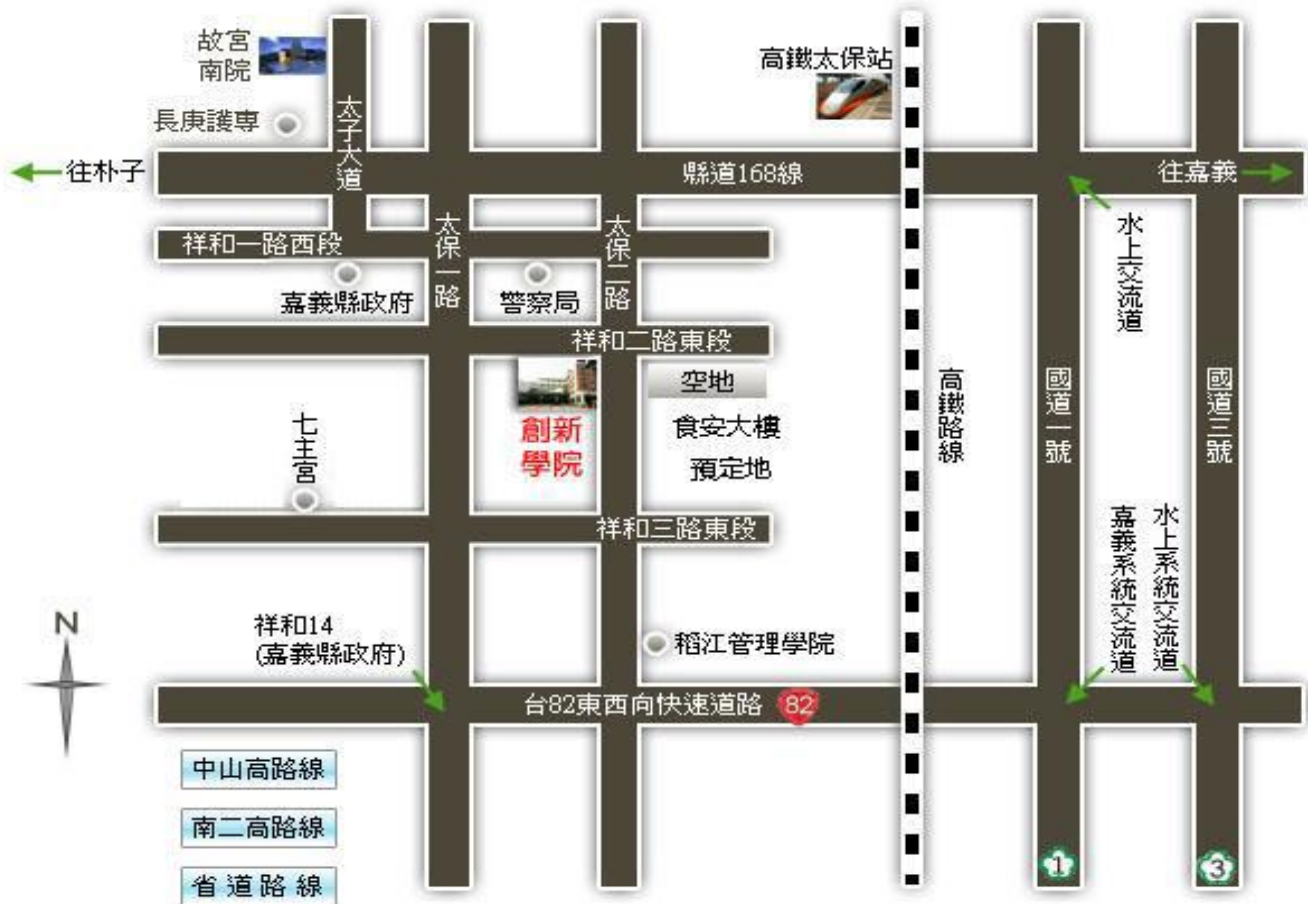 故宮
南院
高鐵太保站
長庚護專
太子大道
往朴子
縣道168線
往嘉義
祥和一路西段
太保一路
太保二路
水上交流道
嘉義縣政府
警察局
祥和二路東段
空地
高鐵路線
國道一號
國道三號
七主宮
創新
學院
食安大樓
預定地
祥和三路東段
嘉義系統交流道
水上系統交流道
N
祥和14
(嘉義縣政府)
稻江管理學院
台82東西向快速道路
82
中山高路線
南二高路線
省道路線
1
3